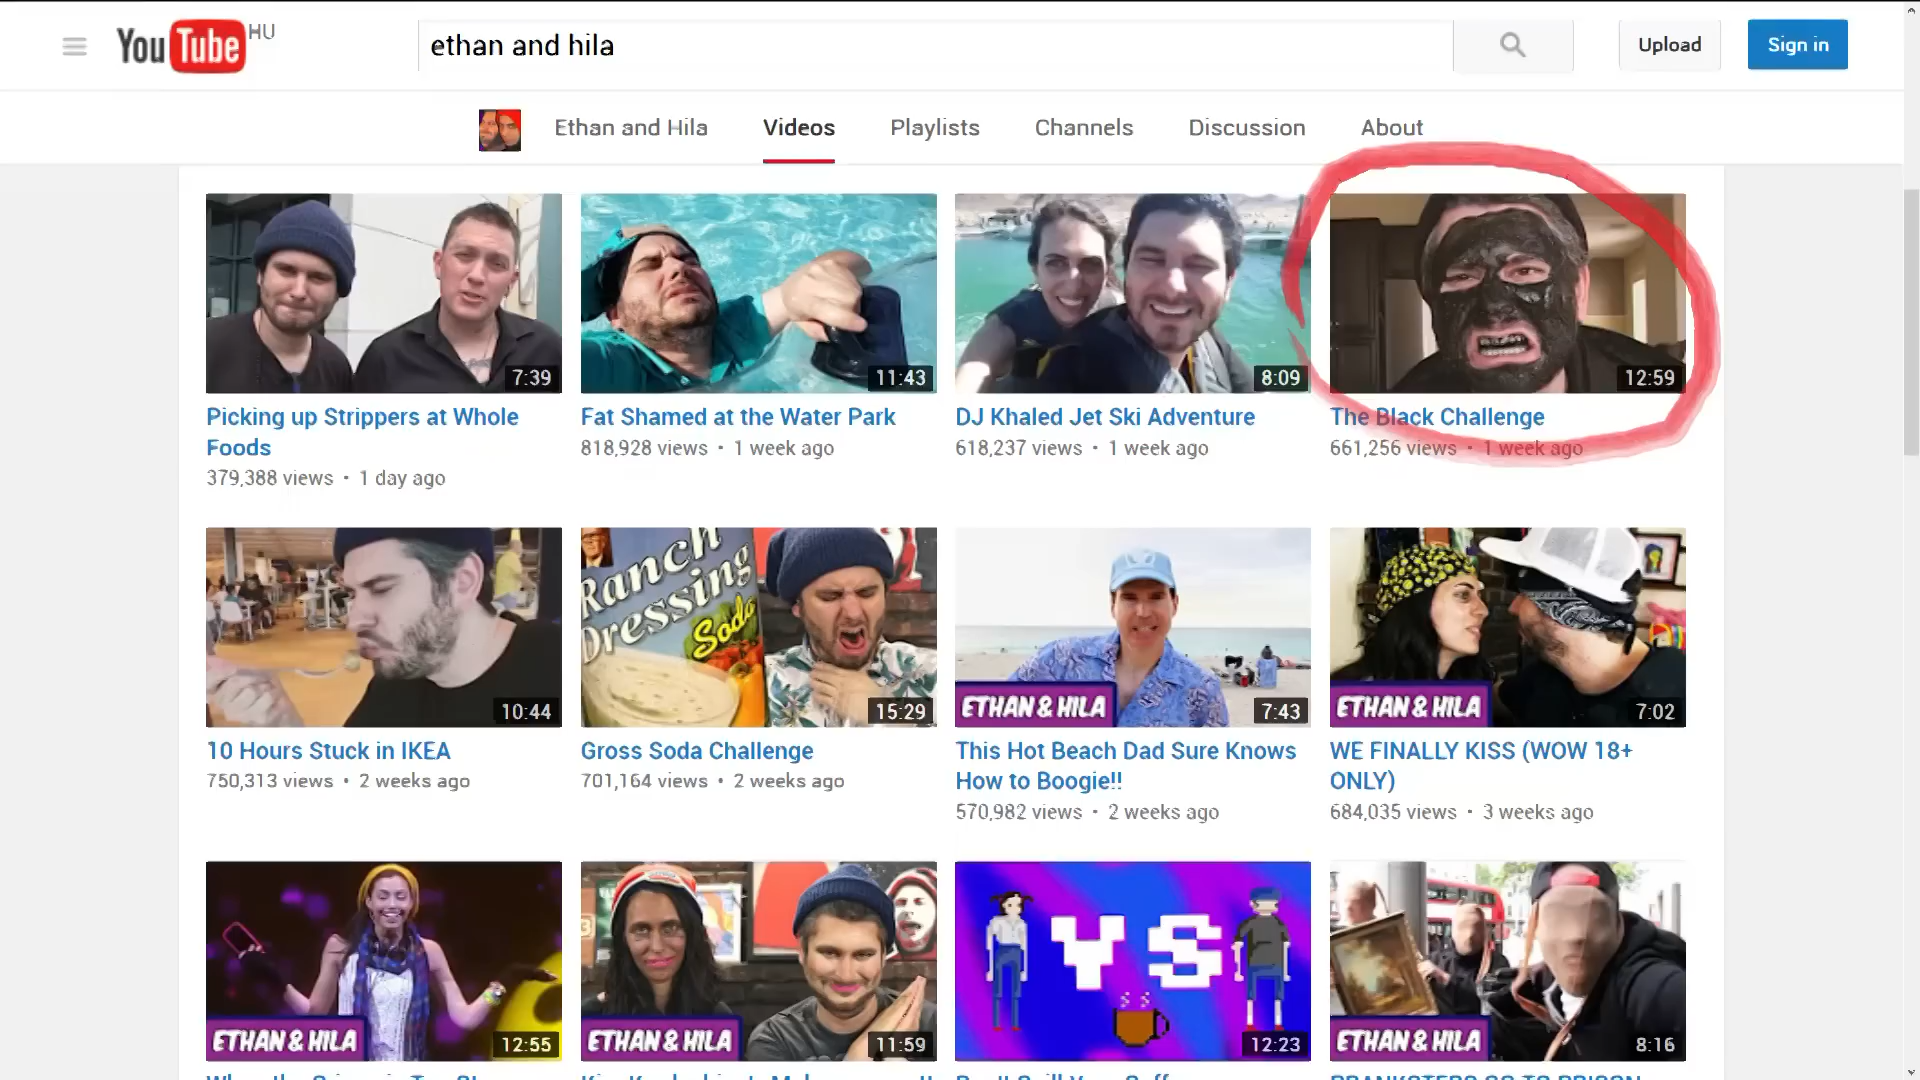 YouTube HU
ethan and hila
Upload
Sign in
Ethan and Hila
Videos
Playlists
Channels
Discussion
About
7:39
11:43
8:09
12:59
Picking up Strippers at Whole
Foods
379,388 views • 1 day ago
Fat Shamed at the Water Park
818,928 views • 1 week ago
DJ Khaled Jet Ski Adventure
618,237 views • 1 week ago
The Black Challenge
661,256 views • 1 week ago
10:44
Ranch
Dressing
Soda
15:29
ETHAN & HILA
7:43
ETHAN & HILA
7:02
10 Hours Stuck in IKEA
750,313 views • 2 weeks ago
Gross Soda Challenge
701,164 views • 2 weeks ago
This Hot Beach Dad Sure Knows
How to Boogie!!
570,982 views • 2 weeks ago
WE FINALLY KISS (WOW 18+
ONLY)
684,035 views • 3 weeks ago
ETHAN & HILA
12:55
ETHAN & HILA
11:59
VS
12:23
ETHAN & HILA
8:16